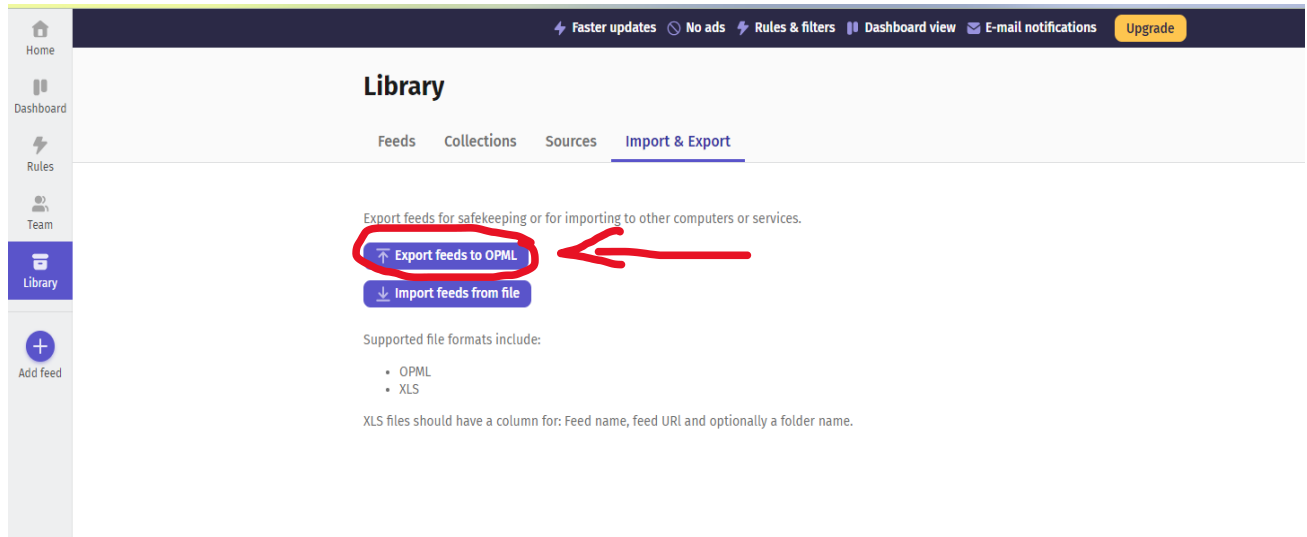 Faster updates No ads Rules & filters Dashboard view E-mail notifications Upgrade
Home
Dashboard
Rules
Team
Library
Add feed
Library
Feeds Collections Sources Import & Export
Export feeds for safekeeping or for importing to other computers or services.
Export feeds to OPML
Import feeds from file
Supported file formats include:
• OPML
• XLS
XLS files should have a column for: Feed name, feed URl and optionally a folder name.